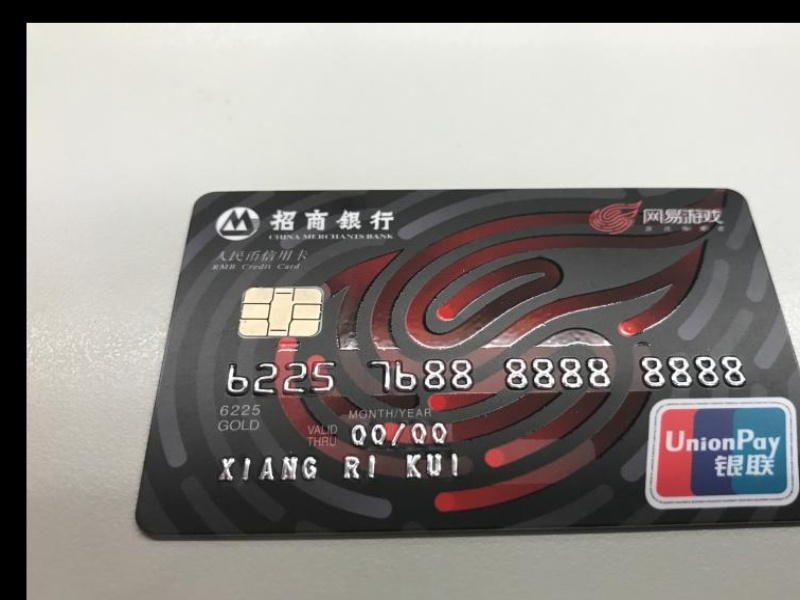 招商银行
CHINA MERCHANTS BANK
网易游戏
人民币信用卡
RMB Credit Card
6225 7688 8888 8888
6225
GOLD
MONTH/YEAR
VALID THRU 00/00
XIANG RI KUI
UnionPay
银联